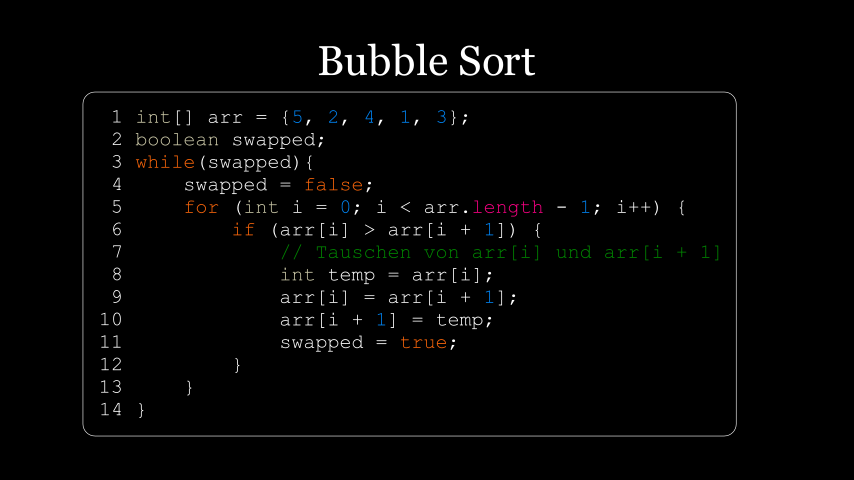 Bubble Sort
1 int[] arr = {5, 2, 4, 1, 3};
2 boolean swapped;
3 while(swapped){
4     swapped = false;
5     for (int i = 0; i < arr.length - 1; i++) {
6         if (arr[i] > arr[i + 1]) {
7             // Tauschen von arr[i] und arr[i + 1]
8             int temp = arr[i];
9             arr[i] = arr[i + 1];
10             arr[i + 1] = temp;
11             swapped = true;
12         }
13     }
14 }